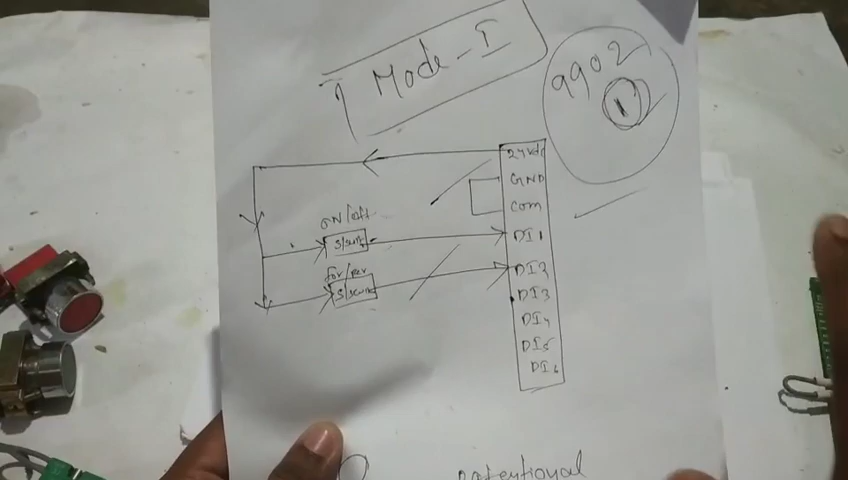 Mode-I
9902
1
24vdc
GND
Com
ON/off
S/switch
DI1
for/rev
S/switch
DI2
DI3
DI4
DI5
DI6
potentional